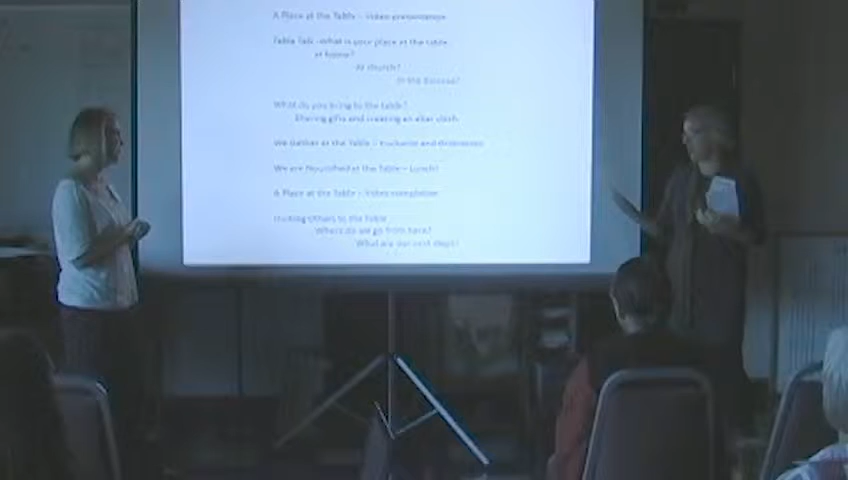 A Place at the Table – Video presentation
Table Talk -What is your place at the table
at home?
At church?
In the diocese?
What do you bring to the table?
Sharing gifts and creating an altar cloth
We Gather at the Table – Eucharist and
We are Nourished at the Table – Lunch!
A Place at the Table – Video completion
Inviting Others to the Table
Where do we go from here?
What are our next steps?